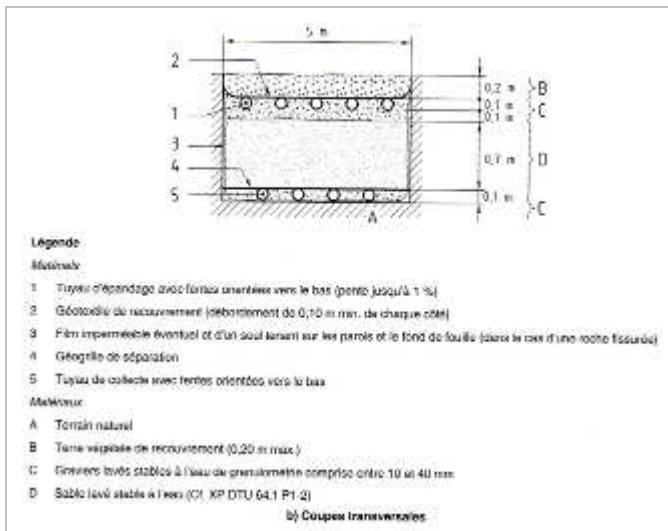 5 m
2
1
3
4
5
0,2 m
0,1 m
0,1 m
0,7 m
0,1 m
B
C
D
C
A
Légende
Matériels
1 Tuyau d'épandage avec fentes orientées vers le bas (pente jusqu'à 1 %)
2 Géotextile de recouvrement (débordement de 0,10 m min. de chaque côté)
3 Film imperméable éventuel et d'un seul tenant sur les parois et le fond de fouille (dans le cas d'une roche fissurée)
4 Géogrille de séparation
5 Tuyau de collecte avec fentes orientées vers le bas
Matériaux
A Terrain naturel
B Terre végétale de recouvrement (0,20 m max.)
C Graviers lavés stables à l'eau de granulométrie comprise entre 10 et 40 mm
D Sable lavé stable à l'eau (Cf. XP DTU 64.1 P1-2)
b) Coupes transversales